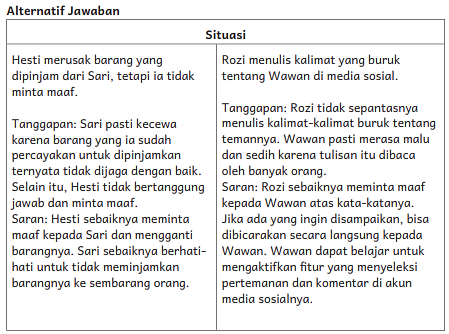 Alternatif Jawaban
Situasi
Hesti merusak barang yang
dipinjam dari Sari, tetapi ia tidak
minta maaf.
Tanggapan: Sari pasti kecewa
karena barang yang ia sudah
percayakan untuk dipinjamkan
ternyata tidak dijaga dengan baik.
Selain itu, Hesti tidak bertanggung
jawab dan minta maaf.
Saran: Hesti sebaiknya meminta
maaf kepada Sari dan mengganti
barangnya. Sari sebaiknya berhati-
hati untuk tidak meminjamkan
barangnya ke sembarang orang.
Rozi menulis kalimat yang buruk
tentang Wawan di media sosial.
Tanggapan: Rozi tidak sepantasnya
menulis kalimat-kalimat buruk tentang
temannya. Wawan pasti merasa malu
dan sedih karena tulisan itu dibaca
oleh banyak orang.
Saran: Rozi sebaiknya meminta maaf
kepada Wawan atas kata-katanya.
Jika ada yang ingin disampaikan, bisa
dibicarakan secara langsung kepada
Wawan. Wawan dapat belajar untuk
mengaktifkan fitur yang menyeleksi
pertemanan dan komentar di akun
media sosialnya.